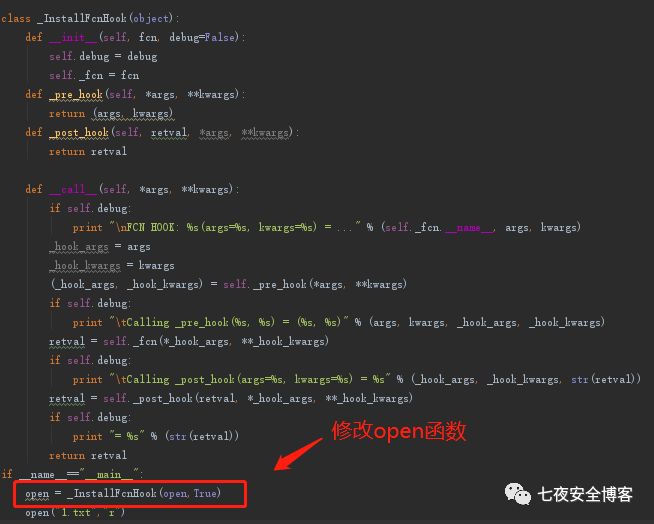 class _InstallFcnHook(object):
    def __init__(self, fcn, debug=False):
        self.debug = debug
        self._fcn = fcn
    def _pre_hook(self, *args, **kwargs):
        return (args, kwargs)
    def _post_hook(self, retval, *args, **kwargs):
        return retval
    def __call__(self, *args, **kwargs):
        if self.debug:
            print "\nFCN HOOK: %s(args=%s, kwargs=%s) = ..." % (self._fcn.__name__, args, kwargs)
        _hook_args = args
        _hook_kwargs = kwargs
        (_hook_args, _hook_kwargs) = self._pre_hook(*args, **kwargs)
        if self.debug:
            print "\tCalling _pre_hook(%s, %s) = (%s, %s)" % (args, kwargs, _hook_args, _hook_kwargs)
        retval = self._fcn(*_hook_args, **_hook_kwargs)
        if self.debug:
            print "\tCalling _post_hook(args=%s, kwargs=%s) = %s" % (_hook_args, _hook_kwargs, str(retval))
        retval = self._post_hook(retval, *_hook_args, **_hook_kwargs)
        if self.debug:
            print "= %s" % (str(retval))
        return retval
修改open函数
if __name__=="__main__":
    open = _InstallFcnHook(open,True)
    open("1.txt","r")
七夜安全博客